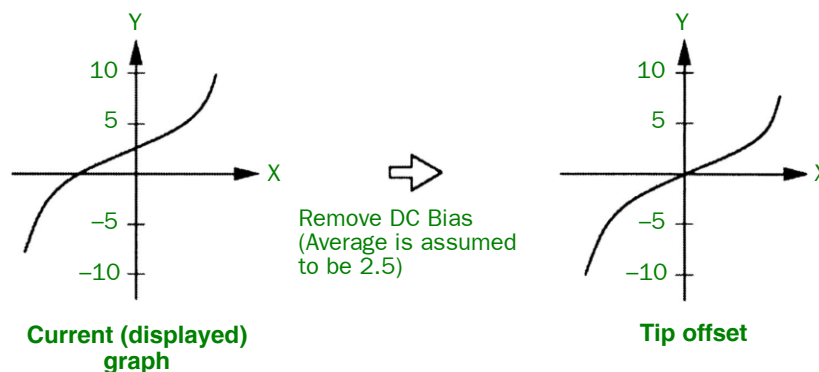 Y
10
5
X
−5
−10
Current (displayed)
graph
Remove DC Bias
(Average is assumed
to be 2.5)
Y
10
5
X
−5
−10
Tip offset